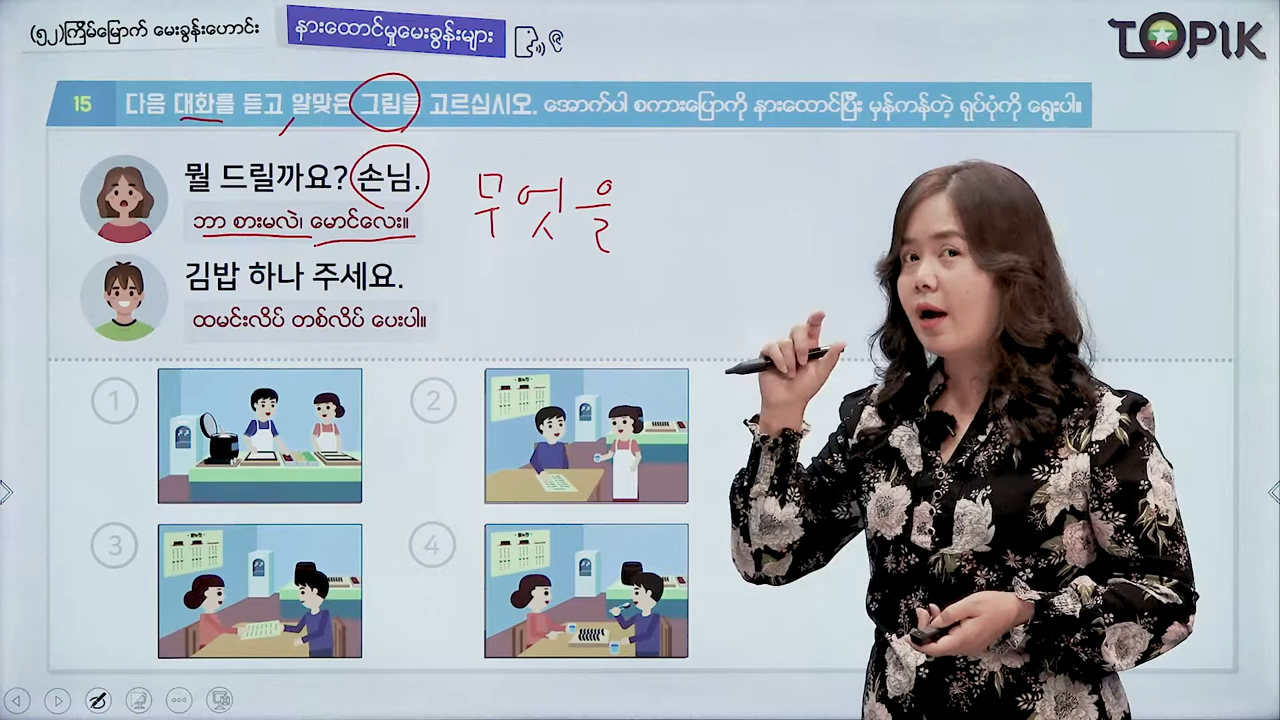 (၅၂)ကြိမ်မြောက် မေးခွန်းဟောင်း
နားထောင်မှုမေးခွန်းများ
TOPIK
15 다음 대화를 듣고 알맞은 그림을 고르십시오. အောက်ပါ စကားပြောကို နားထောင်ပြီး မှန်ကန်တဲ့ ရုပ်ပုံကို ရွေးပါ။
뭘 드릴까요? 손님.
ဘာ စားမလဲ၊ မောင်လေး။
무엇을
김밥 하나 주세요.
ထမင်းလိပ် တစ်လိပ် ပေးပါ။
1
2
3
4